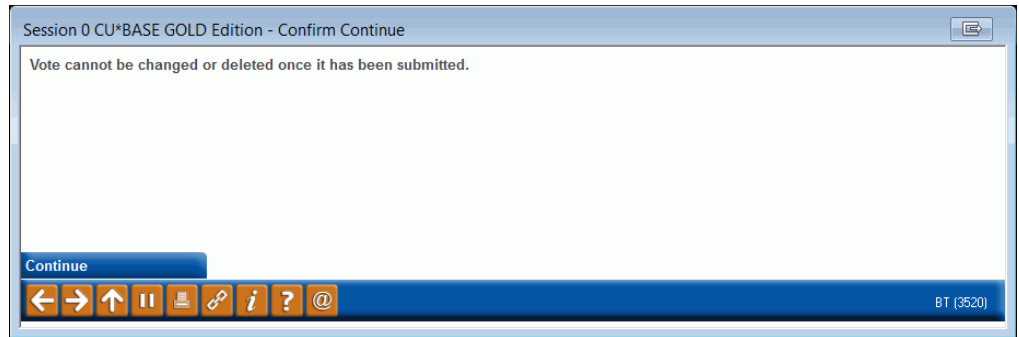 Session 0 CU*BASE GOLD Edition - Confirm Continue
Vote cannot be changed or deleted once it has been submitted.
Continue
i ? @
BT (3520)